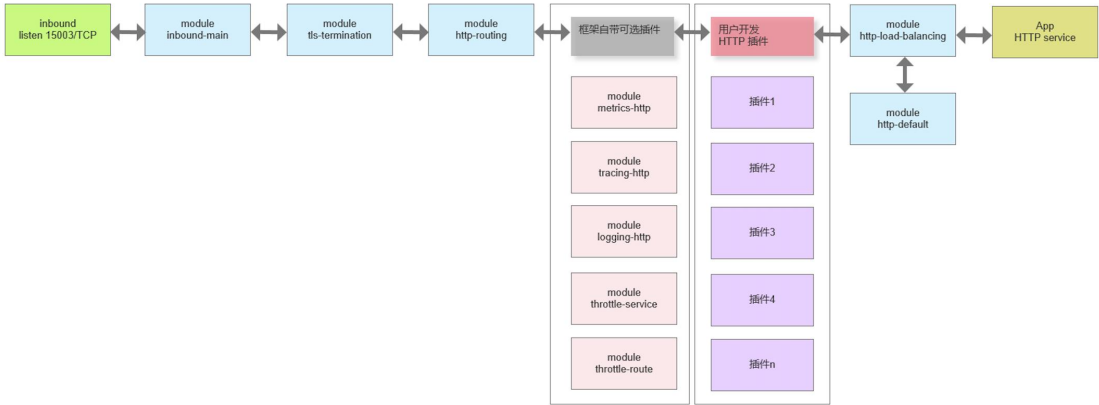 inbound
listen 15003/TCP
module
inbound-main
module
tls-termination
module
http-routing
框架自带可选插件
用户开发
HTTP 插件
module
http-load-balancing
App
HTTP service
module
http-default
module
metrics-http
module
tracing-http
module
logging-http
module
throttle-service
module
throttle-route
插件1
插件2
插件3
插件4
插件n